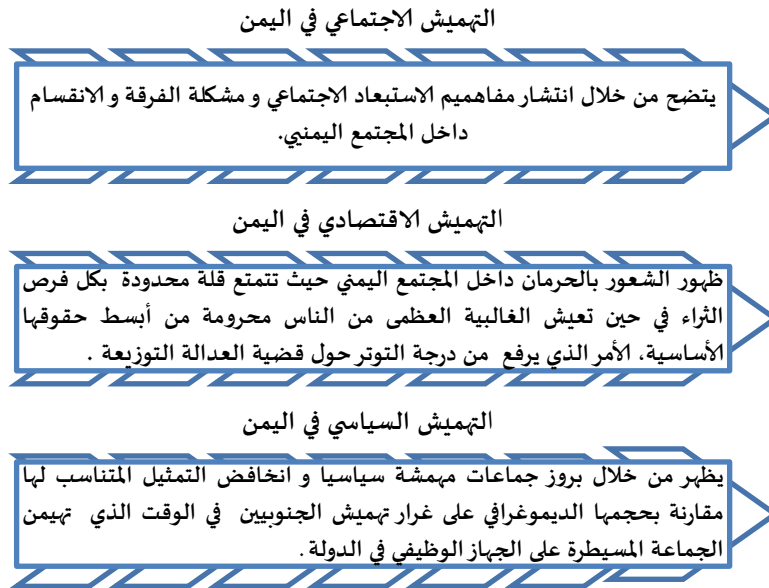 التهميش الاجتماعي في اليمن
يتضح من خلال انتشار مفاهميم الاستبعاد الاجتماعي و مشكلة الفرقة و الانقسام
داخل المجتمع اليمنيي.
التهميش الاقتصادي في اليمن
ظهور الشعور بالحرمان داخل المجتمع اليمني حيث تتمتع قلة محدودة بكل فرص
الثراء في حين تعيش الغالبية العظمى من الناس محرومة من أبسط حقوقها
الأساسية، الأمر الذي يرفع من درجة التوتر حول قضية العدالة التوزيعة .
التهميش السياسي في اليمن
يظهر من خلال بروز جماعات مهمشة سياسيا و انخافض التمثيل المتناسب لها
مقارنة بحجمها الديموغرافي على غرار تهميش الجنوبيين في الوقت الذي تهيمن
الجماعة المسيطرة على الجهاز الوظيفي في الدولة .